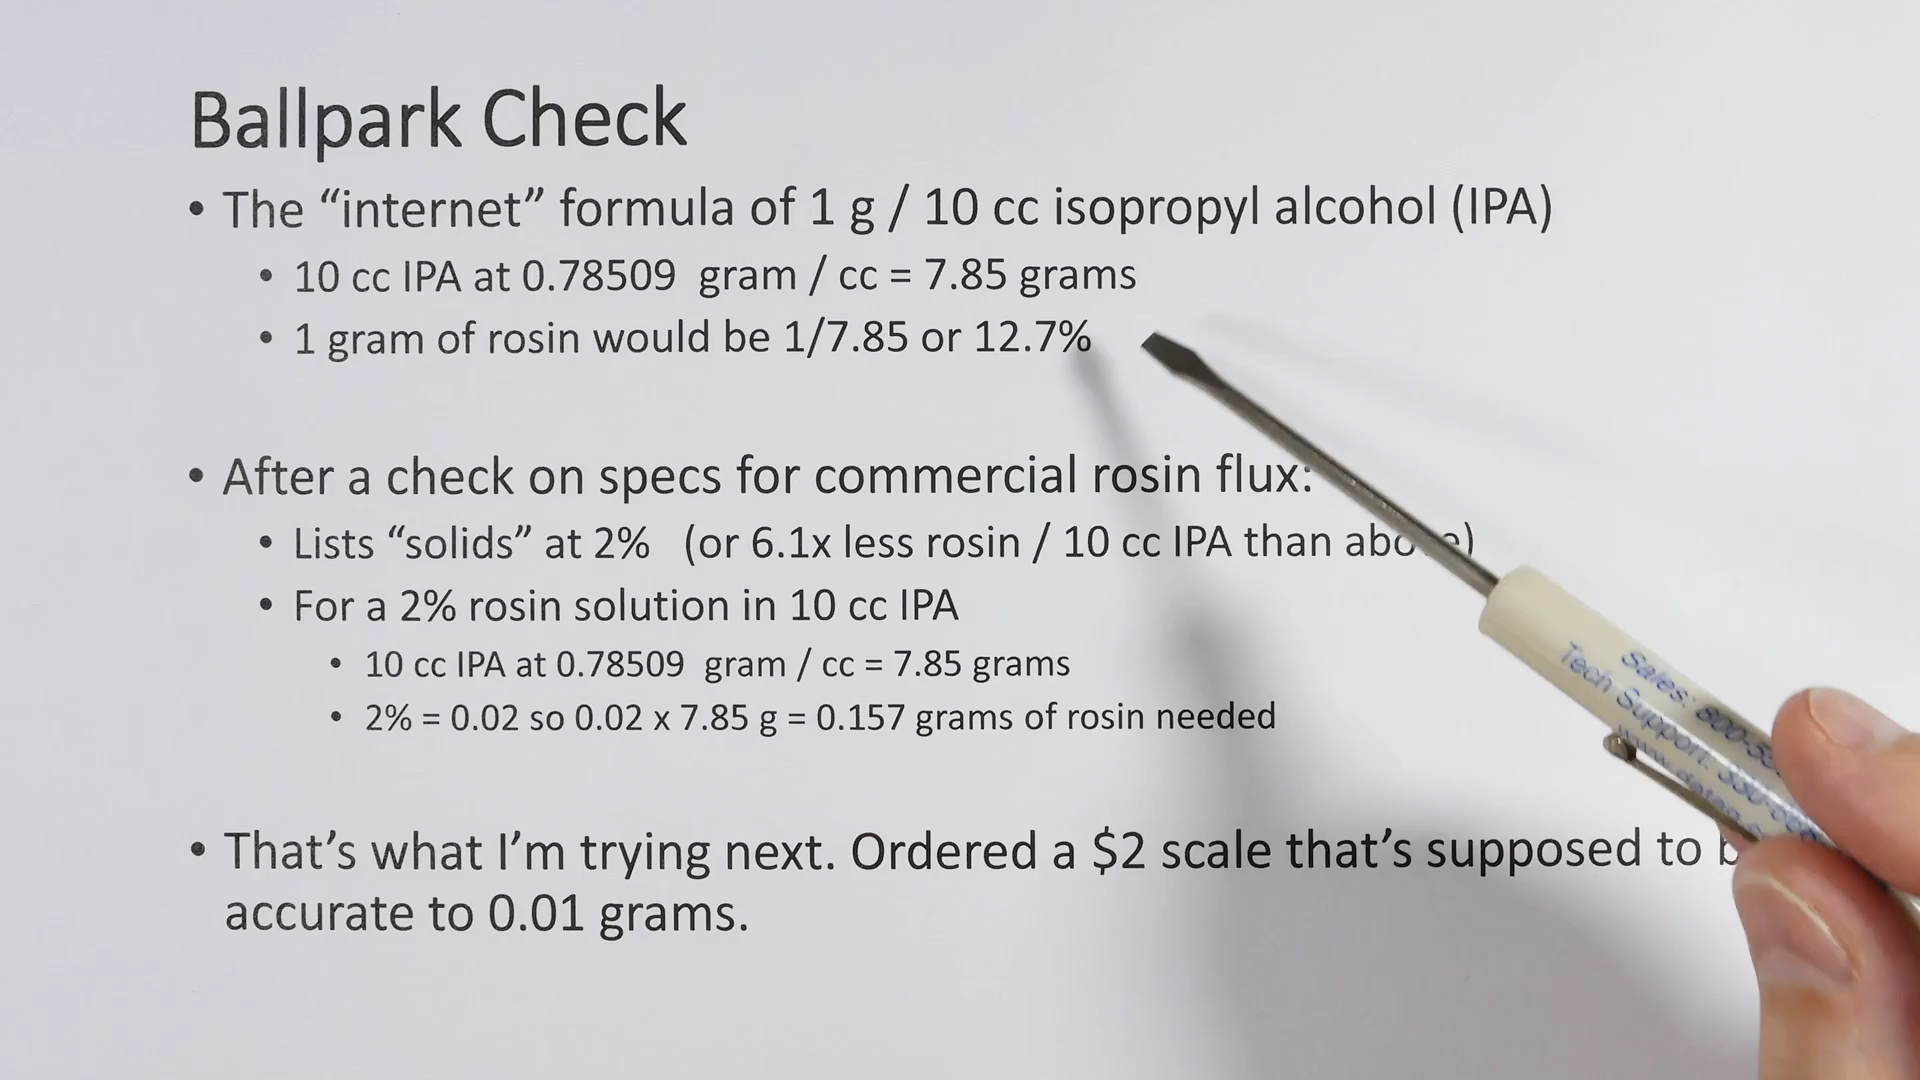 Ballpark Check
• The “internet” formula of 1 g / 10 cc isopropyl alcohol (IPA)
• 10 cc IPA at 0.78509 gram / cc = 7.85 grams
• 1 gram of rosin would be 1/7.85 or 12.7%
• After a check on specs for commercial rosin flux:
• Lists “solids” at 2% (or 6.1x less rosin / 10 cc IPA than above)
• For a 2% rosin solution in 10 cc IPA
• 10 cc IPA at 0.78509 gram / cc = 7.85 grams
• 2% = 0.02 so 0.02 x 7.85 g = 0.157 grams of rosin needed
• That’s what I’m trying next. Ordered a $2 scale that’s supposed to
accurate to 0.01 grams.
Sales: 800-
Tech Support: